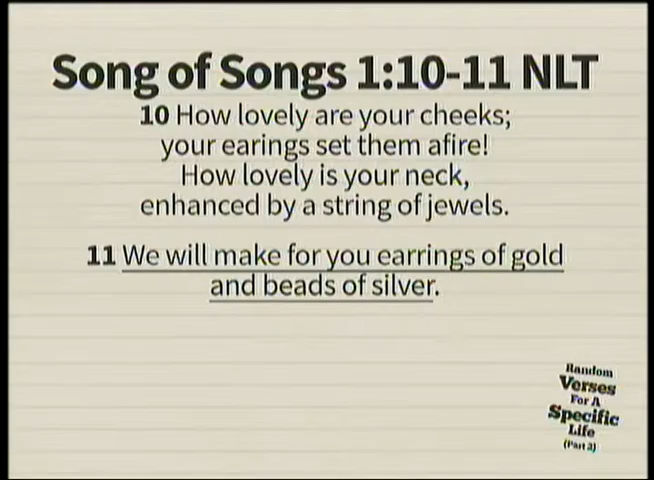 Song of Songs 1:10-11 NLT
10 How lovely are your cheeks;
your earings set them afire!
How lovely is your neck,
enhanced by a string of jewels.
11 We will make for you earrings of gold
and beads of silver.
Random
Verses
For A
Specific
Life
(Part 2)